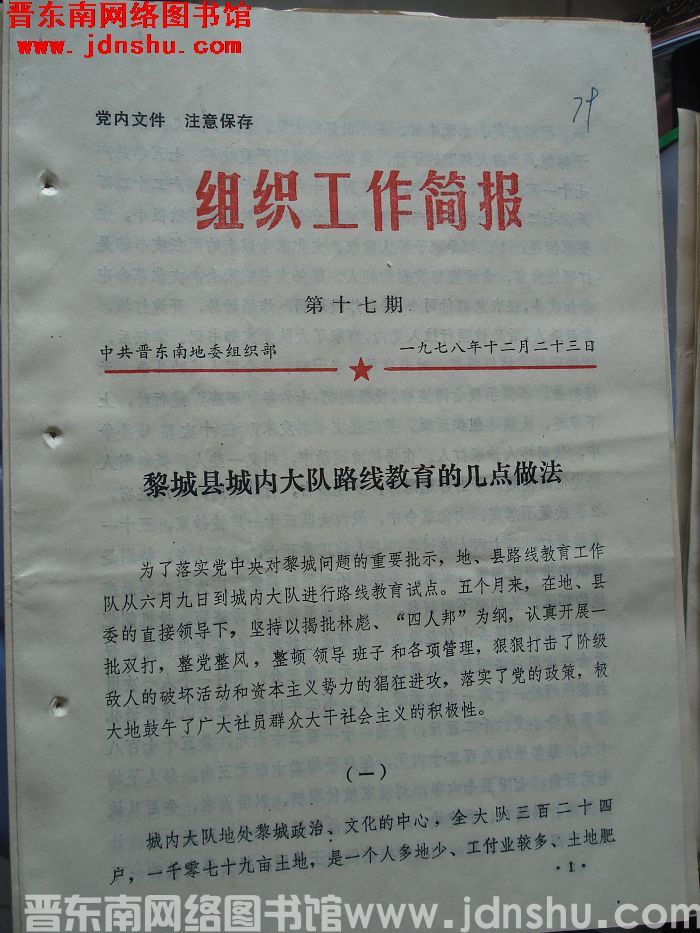 晋东南网络图书馆
www.jdnshu.com
79
党内文件 注意保存
组织工作简报
第十七期
中共晋东南地委组织部 一九七八年十二月二十三日
黎城县城内大队路线教育的几点做法
为了落实党中央对黎城问题的重要批示，地、县路线教育工作
队从六月九日到城内大队进行路线教育试点。五个月来，在地、县
委的直接领导下，坚持以揭批林彪、“四人邦”为纲，认真开展一
批双打，整党整风，整顿领导班子和各项管理，狠狠打击了阶级
敌人的破坏活动和资本主义势力的猖狂进攻，落实了党的政策，极
大地鼓午了广大社员群众大干社会主义的积极性。
（一）
城内大队地处黎城政治、文化的中心，全大队三百二十四
户，一千零七十九亩土地，是一个人多地少、工付业较多、土地肥
·1·
晋东南网络图书馆www.jdnshu.com